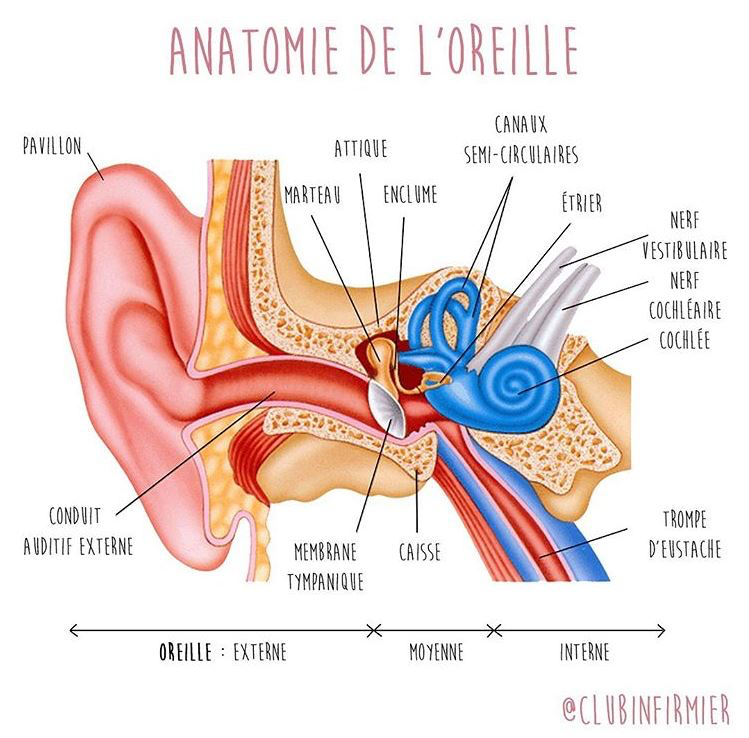 ANATOMIE DE L'OREILLE
PAVILLON
ATTIQUE
CANAUX
SEMI-CIRCULAIRES
MARTEAU
ENCLUME
ÉTRIER
NERF
VESTIBULAIRE
NERF
COCHLÉAIRE
COCHLÉE
CONDUIT
AUDITIF EXTERNE
MEMBRANE
TYMPANIQUE
CAISSE
TROMPE
D'EUSTACHE
OREILLE : EXTERNE
MOYENNE
INTERNE
@CLUBINFIRMIER